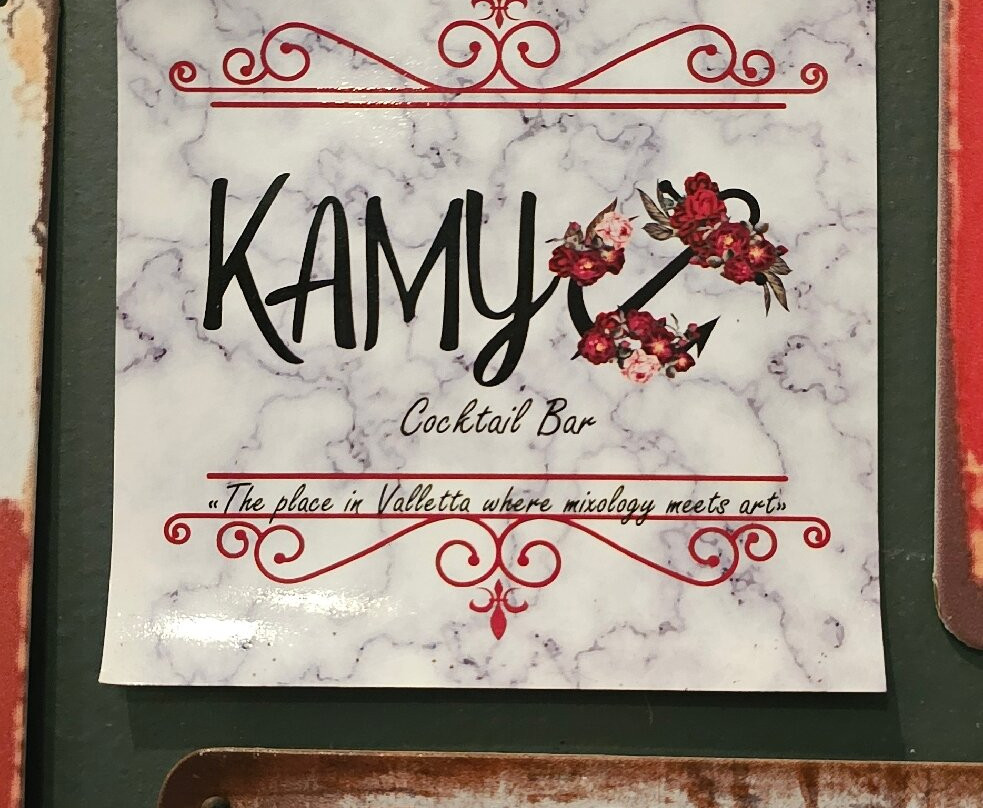 KAMY
Cocktail Bar
«The place in Valletta where mixology meets art»